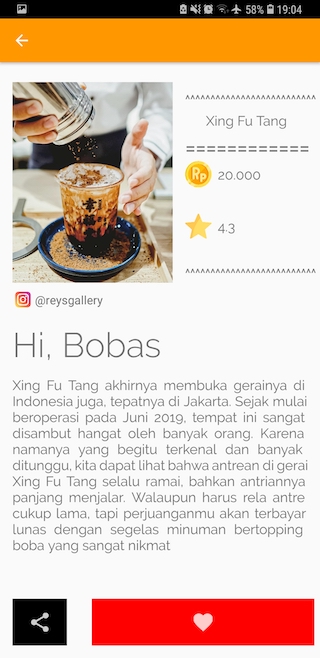 58% 19:04
^^^^^^^^^^^^^^^^^^^^^^^^^^
Xing Fu Tang
============
Rp 20.000
4.3
^^^^^^^^^^^^^^^^^^^^^^^^^^
幸福堂
@reysgallery
Hi, Bobas
Xing Fu Tang akhirnya membuka gerainya di
Indonesia juga, tepatnya di Jakarta. Sejak mulai
beroperasi pada Juni 2019, tempat ini sangat
disambut hangat oleh banyak orang. Karena
namanya yang begitu terkenal dan banyak
ditunggu, kita dapat lihat bahwa antrean di gerai
Xing Fu Tang selalu ramai, bahkan antriannya
panjang menjalar. Walaupun harus rela antre
cukup lama, tapi perjuanganmu akan terbayar
lunas dengan segelas minuman bertopping
boba yang sangat nikmat